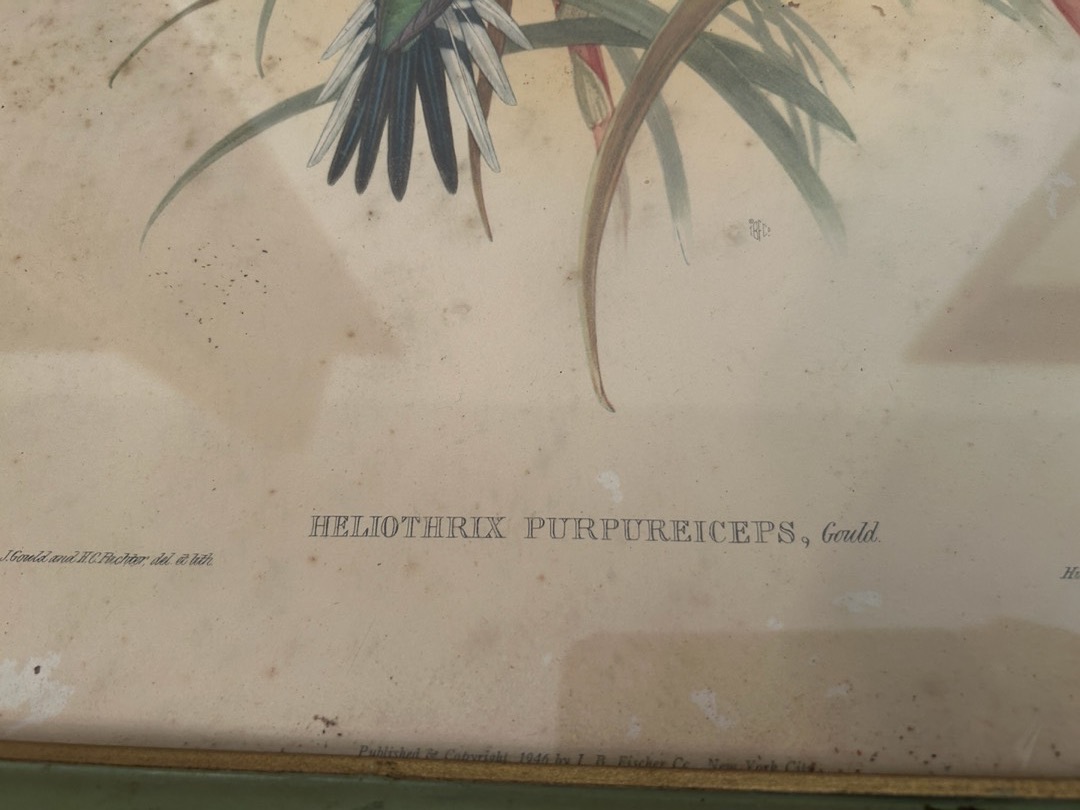 HELIOTHRIX PURPUREICEPS, Gould.
J. Gould and H.C. Richter, del. et lith.
Published & Copyright 1946 by I. B. Fischer Co. New York City